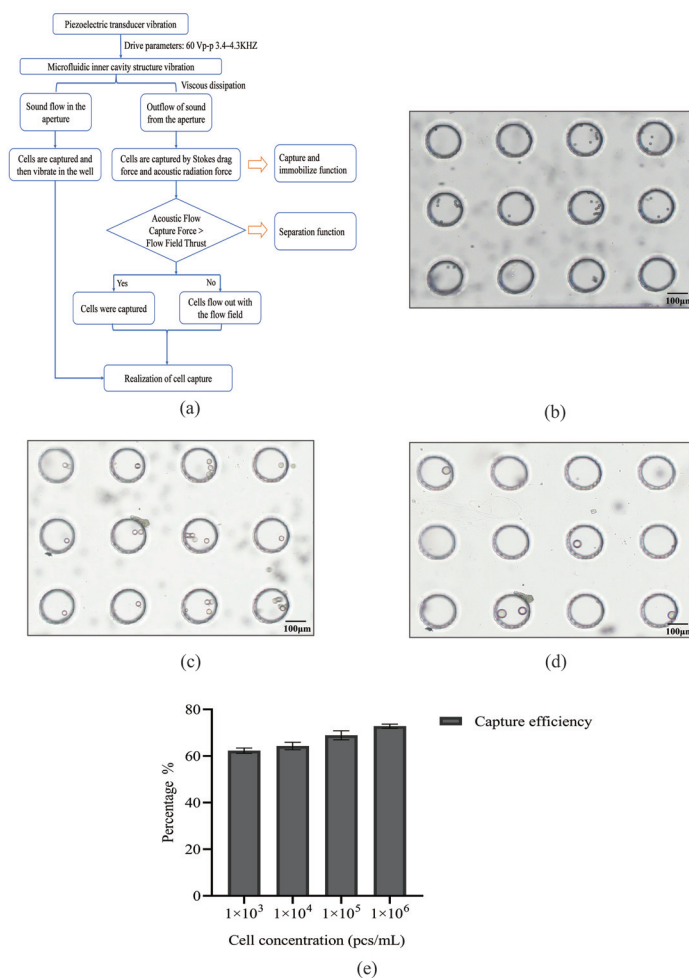 Piezoelectric transducer vibration
Drive parameters: 60 Vp-p 3.4–4.3KHZ
Microfluidic inner cavity structure vibration
Viscous dissipation
Sound flow in the
aperture
Outflow of sound
from the aperture
Cells are captured and
then vibrate in the well
Cells are captured by Stokes drag
force and acoustic radiation force
Capture and
immobilize function
Acoustic Flow
Capture Force >
Flow Field Thrust
Separation function
Yes
No
Cells were captured
Cells flow out with
the flow field
Realization of cell capture
(a)
100μm
(b)
100μm
(c)
100μm
(d)
80
60
40
20
0
Percentage %
Capture efficiency
1×10³
1×10⁴
1×10⁵
1×10⁶
Cell concentration (pcs/mL)
(e)